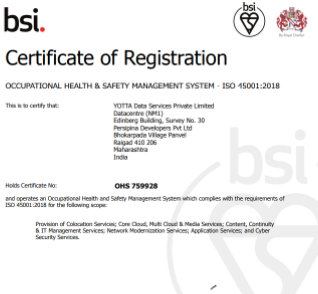 bsi.
bsi
By Royal Charter
Certificate of Registration
OCCUPATIONAL HEALTH & SAFETY MANAGEMENT SYSTEM - ISO 45001:2018
This is to certify that:
YOTTA Data Services Private Limited
Datacentre (NM1)
Edinberg Building, Survey No. 30
Persipina Developers Pvt Ltd
Bhokarpada Village Panvel
Raigad 410 206
Maharashtra
India
bsi
Holds Certificate No:
OHS 759928
and operates an Occupational Health and Safety Management System which complies with the requirements of
ISO 45001:2018 for the following scope:
Provision of Colocation Services; Core Cloud, Multi Cloud & Media Services; Content, Continuity
& IT Management Services; Network Modernization Services; Application Services; and Cyber
Security Services.